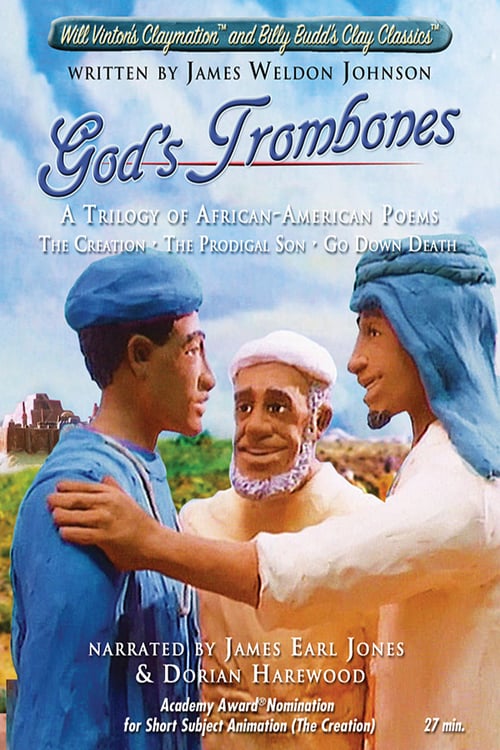 Will Vinton's Claymation™ and Billy Budd's Clay Classics™
WRITTEN BY JAMES WELDON JOHNSON
God's Trombones
A TRILOGY OF AFRICAN-AMERICAN POEMS
THE CREATION · THE PRODIGAL SON · GO DOWN DEATH
NARRATED BY JAMES EARL JONES
& DORIAN HAREWOOD
Academy Award® Nomination
for Short Subject Animation (The Creation)
27 min.